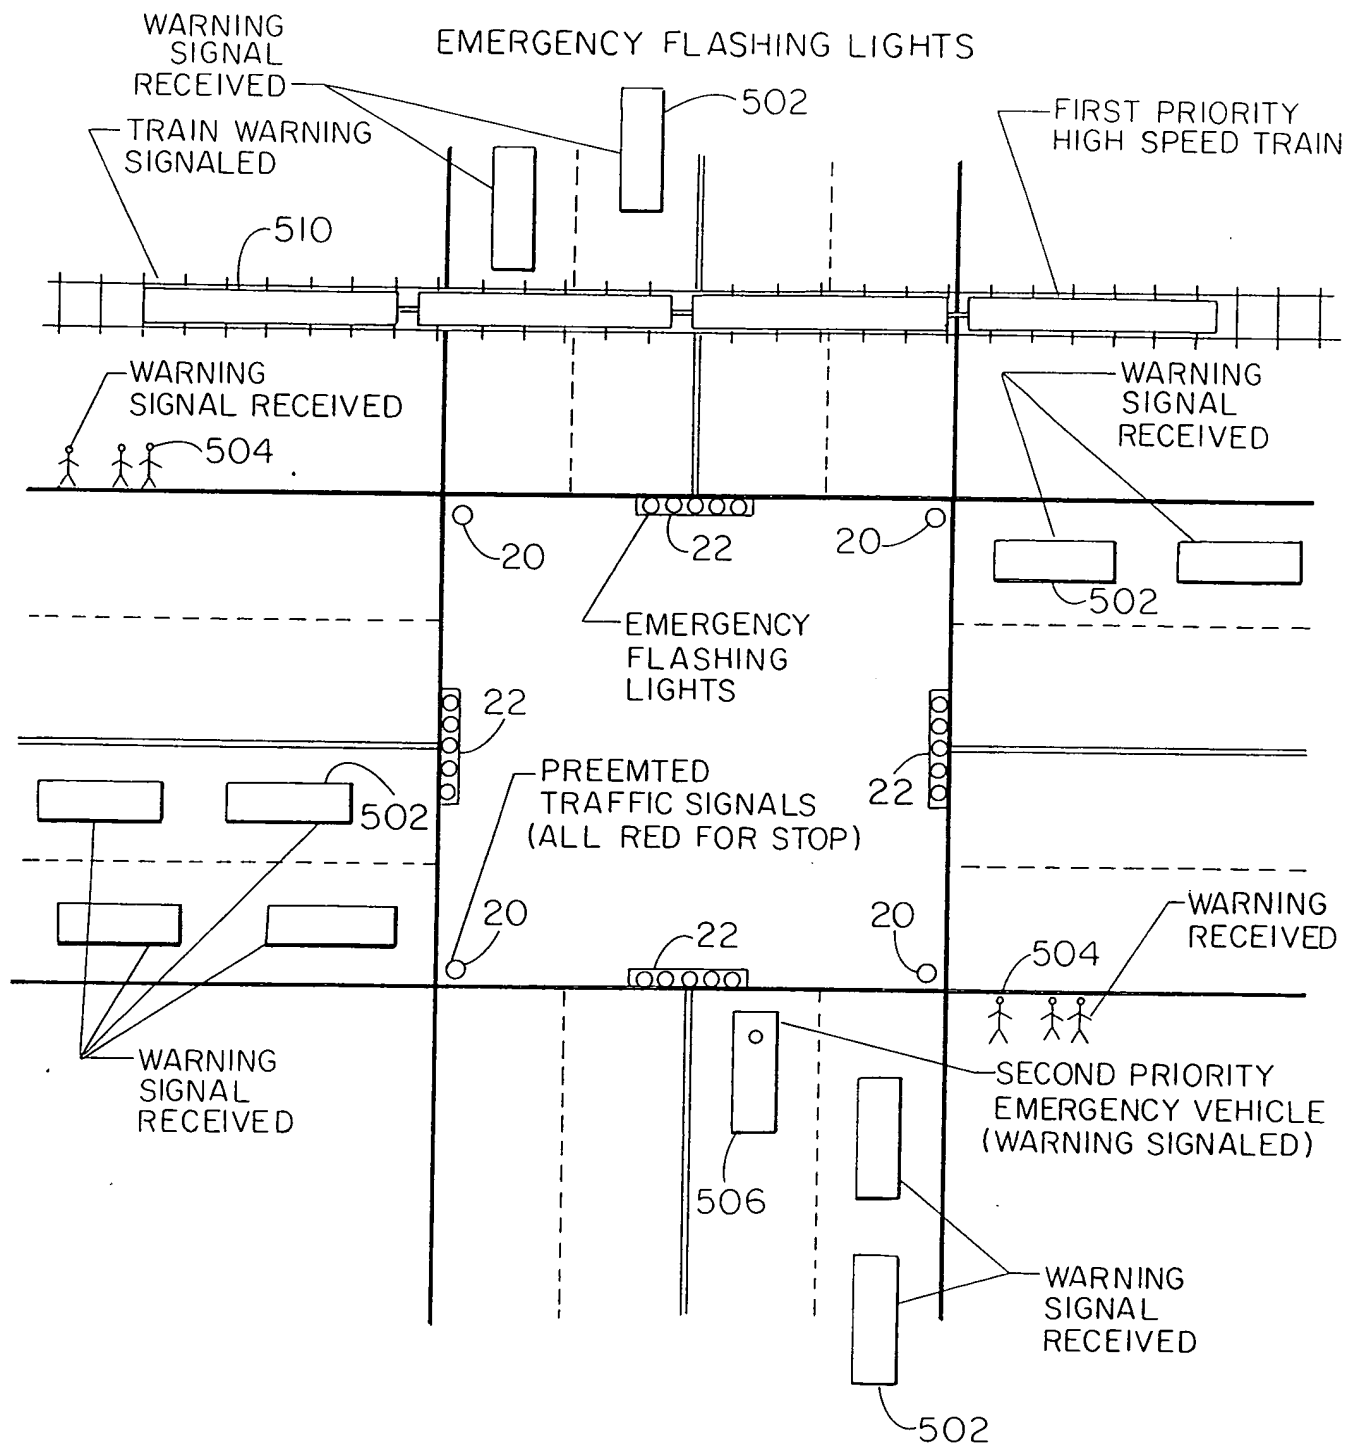 WARNING
SIGNAL
RECEIVED
EMERGENCY FLASHING LIGHTS
502
FIRST PRIORITY
HIGH SPEED TRAIN
TRAIN WARNING
SIGNALED
510
WARNING
SIGNAL RECEIVED
504
WARNING
SIGNAL
RECEIVED
20
22
20
502
EMERGENCY
FLASHING
LIGHTS
22
22
502
PREEMTED
TRAFFIC SIGNALS
(ALL RED FOR STOP)
20
22
20
WARNING
RECEIVED
504
WARNING
SIGNAL
RECEIVED
SECOND PRIORITY
EMERGENCY VEHICLE
(WARNING SIGNALED)
506
WARNING
SIGNAL
RECEIVED
502